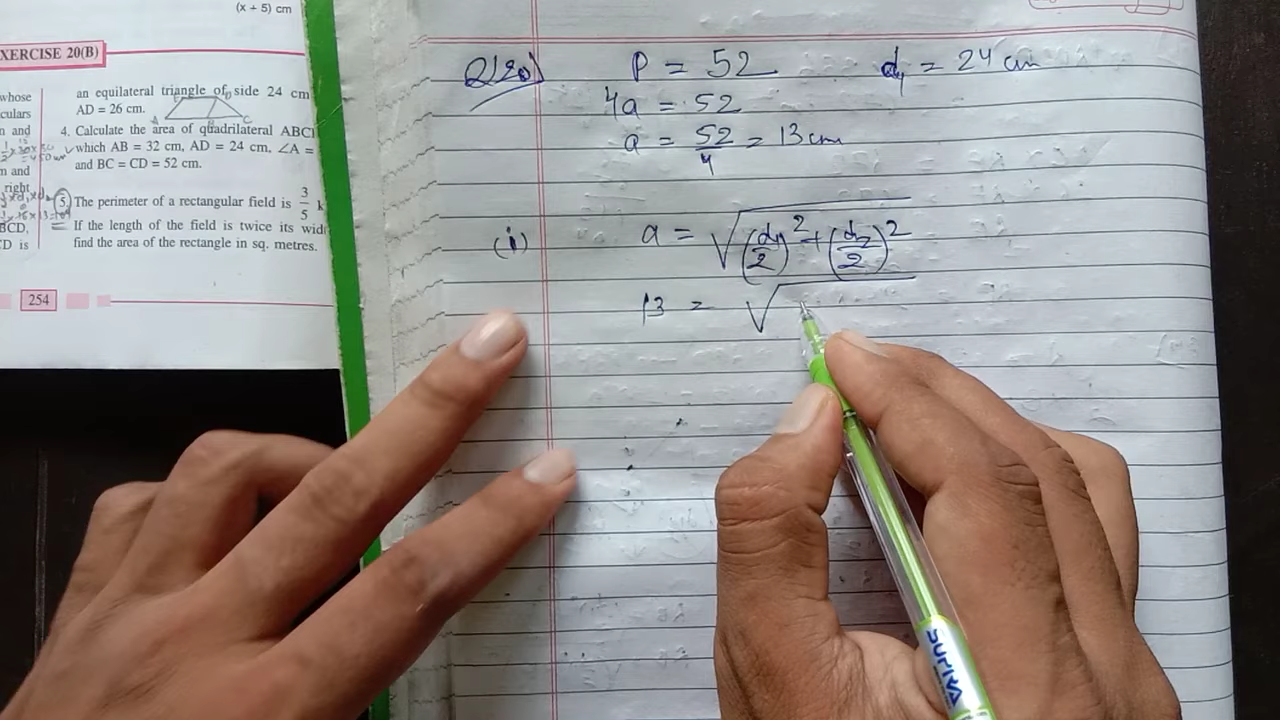 (x + 5) cm
EXERCISE 20(B)
whose
culars
n and
m and
right
BCD,
CD is
an equilateral triangle of side 24 cm
AD = 26 cm.
4. Calculate the area of quadrilateral ABC
which AB = 32 cm, AD = 24 cm, ∠A =
and BC = CD = 52 cm.
5. The perimeter of a rectangular field is 3/5 k
If the length of the field is twice its wid
find the area of the rectangle in sq. metres.
254
Q(20) P = 52 d₁ = 24 cm
4a = 52
a = 52/4 = 13 cm
(i) a = √((d₁/2)² + (d₂/2)²)
13 = √
SUPIRA